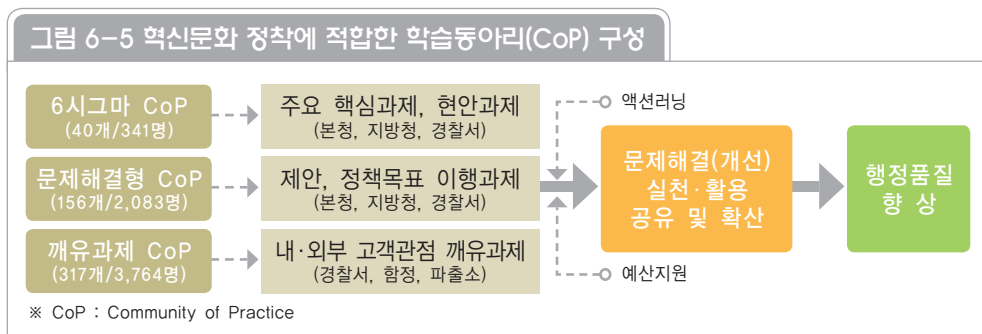 그림 6-5 혁신문화 정착에 적합한 학습동아리(CoP) 구성
6시그마 CoP
(40개/341명)
주요 핵심과제, 현안과제
(본청, 지방청, 경찰서)
액션러닝
문제해결형 CoP
(156개/2,083명)
제안, 정책목표 이행과제
(본청, 지방청, 경찰서)
문제해결(개선)
실천·활용
공유 및 확산
행정품질
향 상
깨유과제 CoP
(317개/3,764명)
내·외부 고객관점 깨유과제
(경찰서, 함정, 파출소)
예산지원
※ CoP : Community of Practice